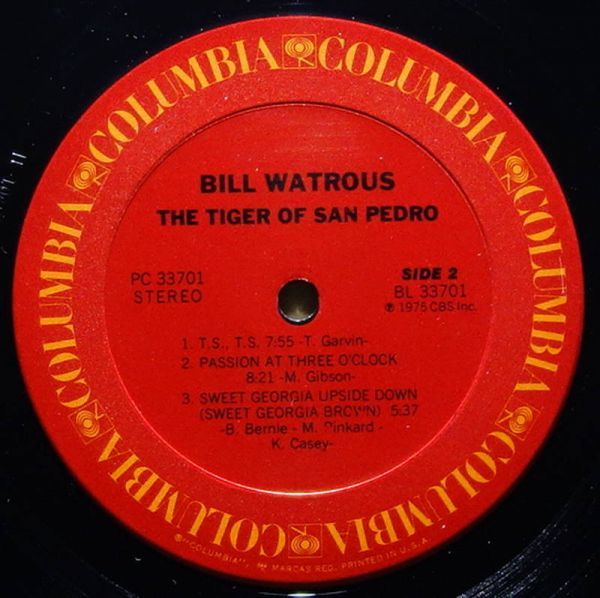 COLUMBIA COLUMBIA COLUMBIA COLUMBIA COLUMBIA COLUMBIA
BILL WATROUS
THE TIGER OF SAN PEDRO
PC 33701
STEREO
SIDE 2
BL 33701
℗ 1975 CBS Inc.
1. T.S., T.S. 7:55 -T. Garvin-
2. PASSION AT THREE O'CLOCK
8:21 -M. Gibson-
3. SWEET GEORGIA UPSIDE DOWN
(SWEET GEORGIA BROWN) 5:37
-B. Bernie - M. Pinkard -
K. Casey-
®"COLUMBIA", MARCAS REG. PRINTED IN U.S.A.